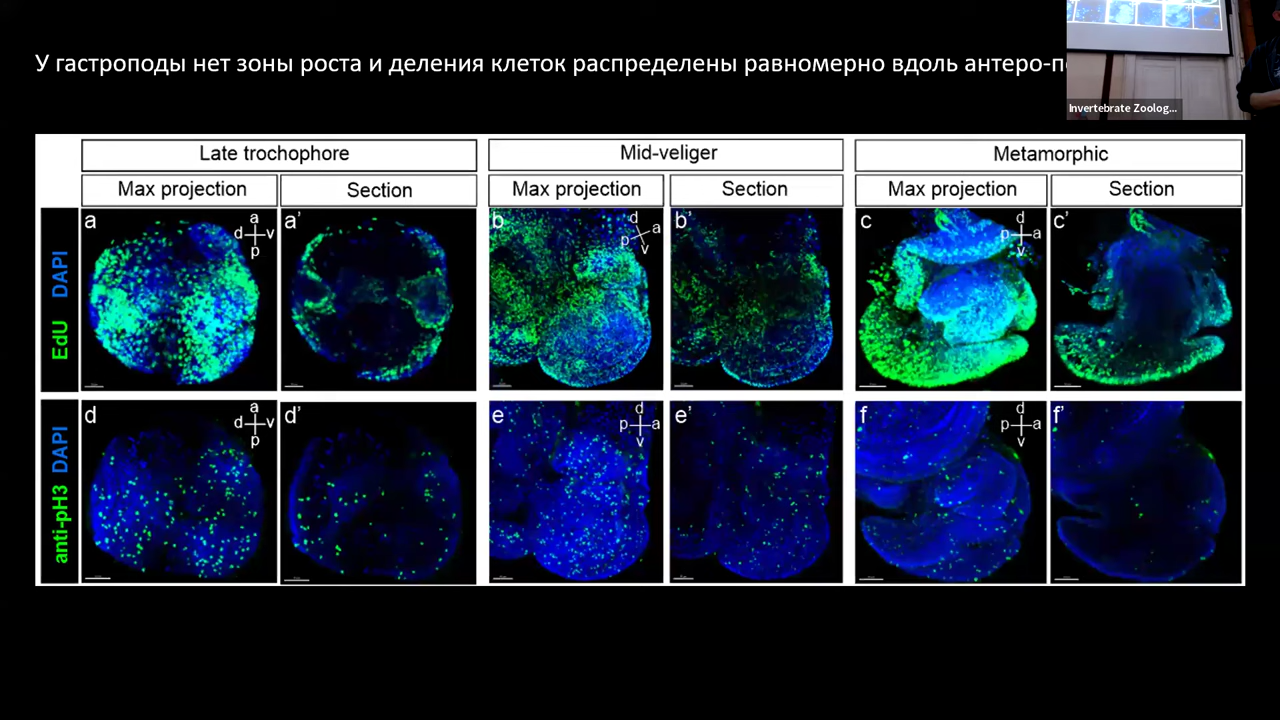 У гастроподы нет зоны роста и деления клеток распределены равномерно вдоль антеро-п
Invertebrate Zoolog...
Late trochophore Mid-veliger Metamorphic
Max projection Section Max projection Section Max projection Section
EdU DAPI
a a d v p
a'
b d a p v
b'
c d p a v
c'
anti-pH3 DAPI
d a d v p
d'
e d p a v
e'
f d p a v
f'